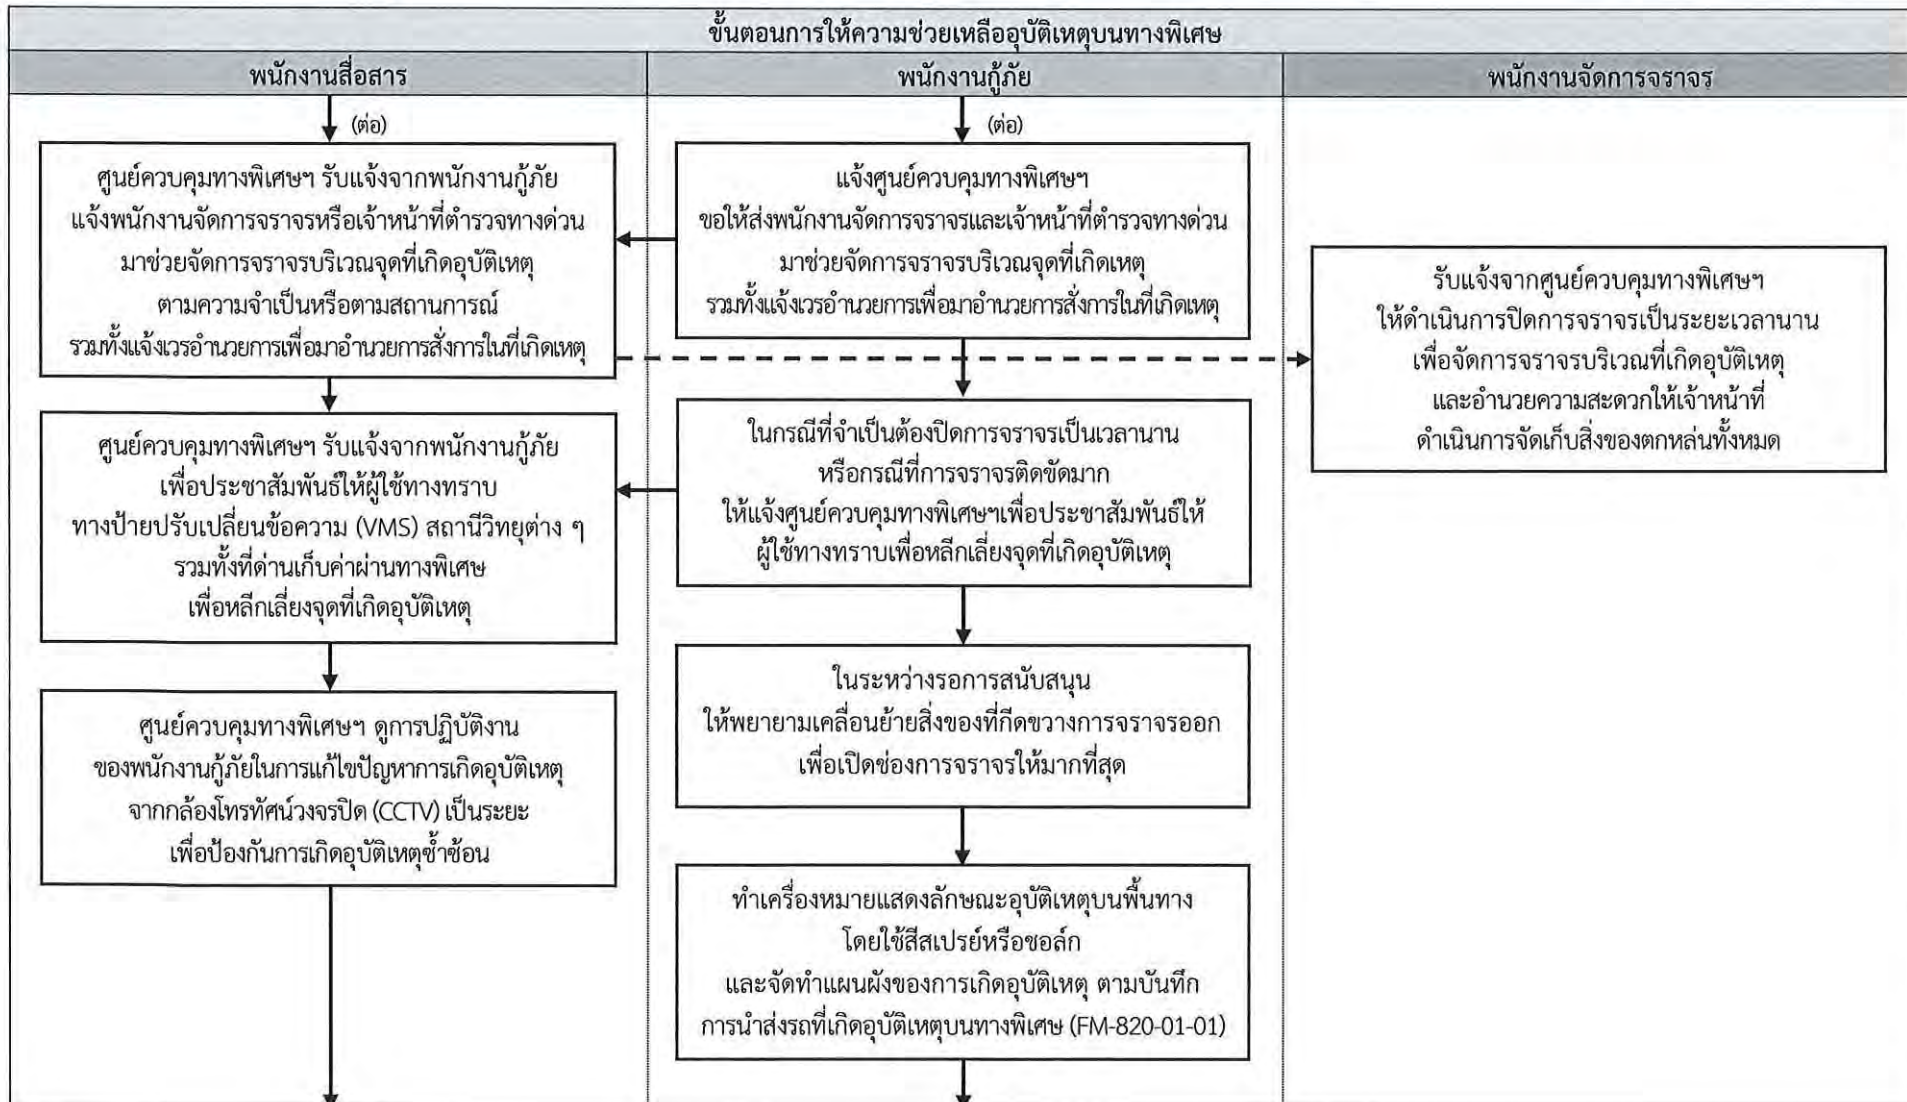 ขั้นตอนการให้ความช่วยเหลืออุบัติเหตุบนทางพิเศษ
พนักงานสื่อสาร
พนักงานกู้ภัย
พนักงานจัดการจราจร
(ต่อ)
ศูนย์ควบคุมทางพิเศษฯ รับแจ้งจากพนักงานกู้ภัย
แจ้งพนักงานจัดการจราจรหรือเจ้าหน้าที่ตำรวจทางด่วน
มาช่วยจัดการจราจรบริเวณจุดที่เกิดอุบัติเหตุ
ตามความจำเป็นหรือตามสถานการณ์
รวมทั้งแจ้งเวรอำนวยการเพื่อมาอำนวยการสั่งการในที่เกิดเหตุ
ศูนย์ควบคุมทางพิเศษฯ รับแจ้งจากพนักงานกู้ภัย
เพื่อประชาสัมพันธ์ให้ผู้ใช้ทางทราบ
ทางป้ายปรับเปลี่ยนข้อความ (VMS) สถานีวิทยุต่าง ๆ
รวมทั้งที่ด่านเก็บค่าผ่านทางพิเศษ
เพื่อหลีกเลี่ยงจุดที่เกิดอุบัติเหตุ
ศูนย์ควบคุมทางพิเศษฯ ดูการปฏิบัติงาน
ของพนักงานกู้ภัยในการแก้ไขปัญหาการเกิดอุบัติเหตุ
จากกล้องโทรทัศน์วงจรปิด (CCTV) เป็นระยะ
เพื่อป้องกันการเกิดอุบัติเหตุซ้ำซ้อน
(ต่อ)
แจ้งศูนย์ควบคุมทางพิเศษฯ
ขอให้ส่งพนักงานจัดการจราจรและเจ้าหน้าที่ตำรวจทางด่วน
มาช่วยจัดการจราจรบริเวณจุดที่เกิดเหตุ
รวมทั้งแจ้งเวรอำนวยการเพื่อมาอำนวยการสั่งการในที่เกิดเหตุ
ในกรณีที่จำเป็นต้องปิดการจราจรเป็นเวลานาน
หรือกรณีที่การจราจรติดขัดมาก
ให้แจ้งศูนย์ควบคุมทางพิเศษฯเพื่อประชาสัมพันธ์ให้
ผู้ใช้ทางทราบเพื่อหลีกเลี่ยงจุดที่เกิดอุบัติเหตุ
ในระหว่างรอการสนับสนุน
ให้พยายามเคลื่อนย้ายสิ่งของที่กีดขวางการจราจรออก
เพื่อเปิดช่องการจราจรให้มากที่สุด
ทำเครื่องหมายแสดงลักษณะอุบัติเหตุบนพื้นทาง
โดยใช้สีสเปรย์หรือชอล์ก
และจัดทำแผนผังของการเกิดอุบัติเหตุ ตามบันทึก
การนำส่งรถที่เกิดอุบัติเหตุบนทางพิเศษ (FM-820-01-01)
รับแจ้งจากศูนย์ควบคุมทางพิเศษฯ
ให้ดำเนินการปิดการจราจรเป็นระยะเวลานาน
เพื่อจัดการจราจรบริเวณที่เกิดอุบัติเหตุ
และอำนวยความสะดวกให้เจ้าหน้าที่
ดำเนินการจัดเก็บสิ่งของตกหล่นทั้งหมด